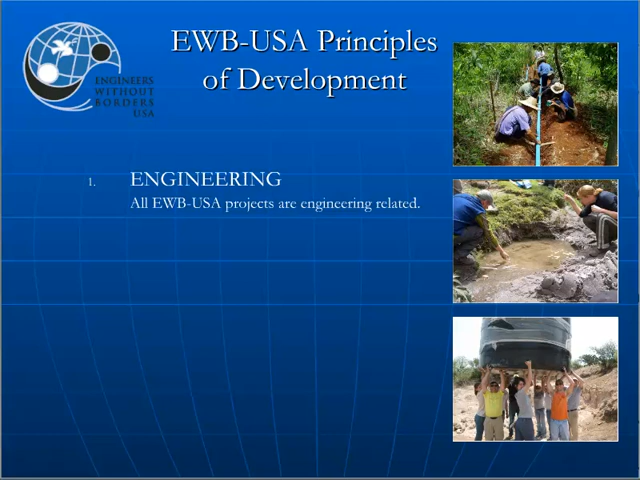 EWB-USA Principles
of Development
ENGINEERS
WITHOUT
BORDERS
USA
1. ENGINEERING
All EWB-USA projects are engineering related.